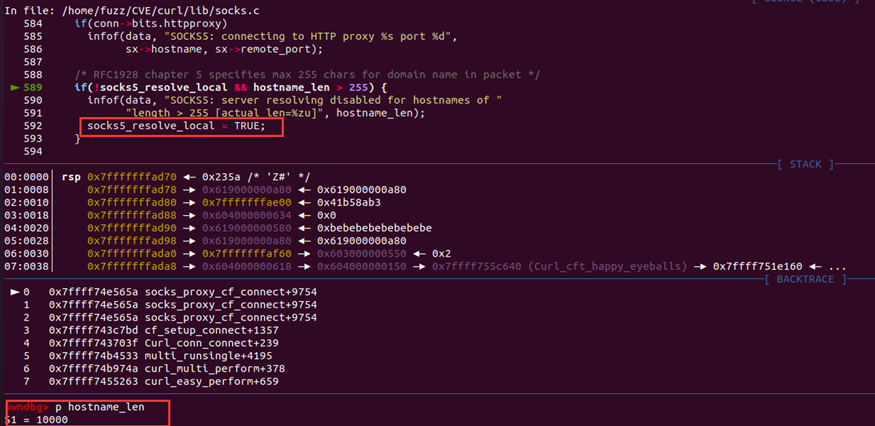 [ SOURCE (CODE) ]
In file: /home/fuzz/CVE/curl/lib/socks.c
584 if(conn->bits.httpproxy)
585 infof(data, "SOCKS5: connecting to HTTP proxy %s port %d",
586 sx->hostname, sx->remote_port);
587
588 /* RFC1928 chapter 5 specifies max 255 chars for domain name in packet */
► 589 if(!socks5_resolve_local && hostname_len > 255) {
590 infof(data, "SOCKS5: server resolving disabled for hostnames of "
591 "length > 255 [actual len=%zu]", hostname_len);
592 socks5_resolve_local = TRUE;
593 }
594
[ STACK ]
00:0000│ rsp 0x7fffffffad70 ◂— 0x235a /* 'Z#' */
01:0008│ 0x7fffffffad78 —▸ 0x619000000a80 ◂— 0x619000000a80
02:0010│ 0x7fffffffad80 —▸ 0x7fffffffae00 ◂— 0x41b58ab3
03:0018│ 0x7fffffffad88 —▸ 0x604000000634 ◂— 0x0
04:0020│ 0x7fffffffad90 —▸ 0x619000000580 ◂— 0xbebebebebebebebe
05:0028│ 0x7fffffffad98 —▸ 0x619000000a80 ◂— 0x619000000a80
06:0030│ 0x7fffffffada0 —▸ 0x7fffffffaf60 —▸ 0x603000000550 ◂— 0x2
07:0038│ 0x7fffffffada8 —▸ 0x604000000618 —▸ 0x604000000150 —▸ 0x7ffff755c640 (Curl_cft_happy_eyeballs) —▸ 0x7ffff751e160 ◂— ...
[ BACKTRACE ]
► 0 0x7ffff74e565a socks_proxy_cf_connect+9754
1 0x7ffff74e565a socks_proxy_cf_connect+9754
2 0x7ffff74e565a socks_proxy_cf_connect+9754
3 0x7ffff743c7bd cf_setup_connect+1357
4 0x7ffff743703f Curl_conn_connect+239
5 0x7ffff74b4533 multi_runsingle+4195
6 0x7ffff74b974a curl_multi_perform+378
7 0x7ffff7455263 curl_easy_perform+659
pwndbg> p hostname_len
$1 = 10000